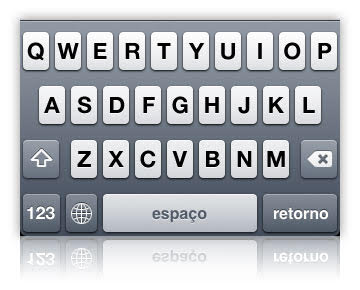 Q W E R T Y U I O P
A S D F G H J K L
Z X C V B N M
123 espaço retorno